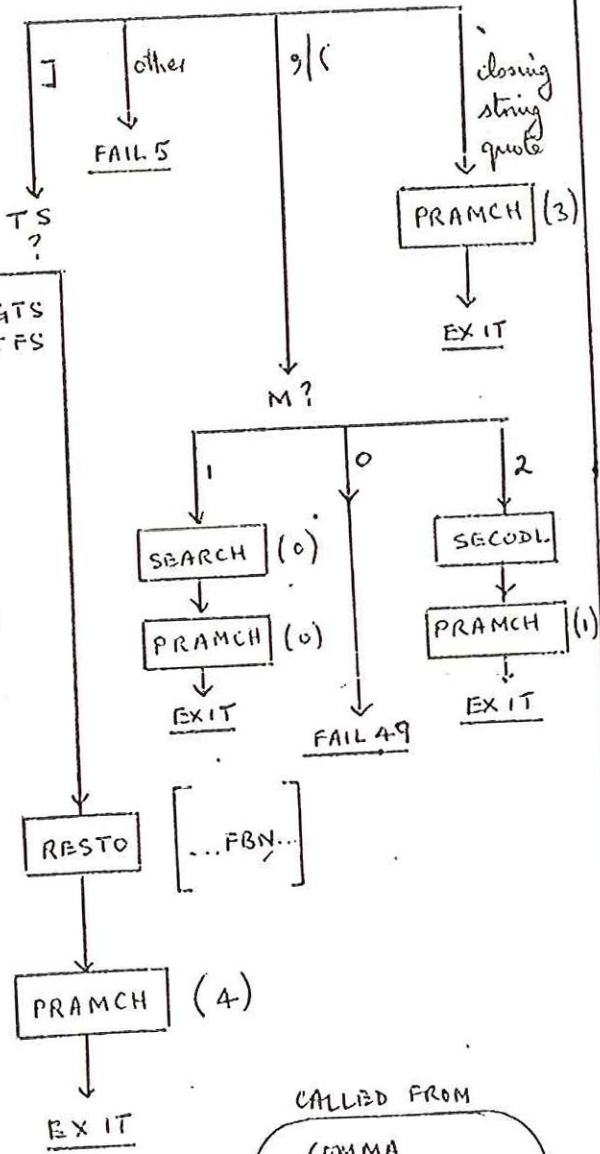 ]
other
,/(
closing
string
quote
FAIL 5
PRAMCH (3)
EXIT
TS
?
GTS
FS
M?
1
0
2
SEARCH (0)
SECODL
PRAMCH (0)
PRAMCH (1)
EXIT
EXIT
FAIL 49
RESTO
[...FBN...]
PRAMCH (4)
EXIT
CALLED FROM
COMMA